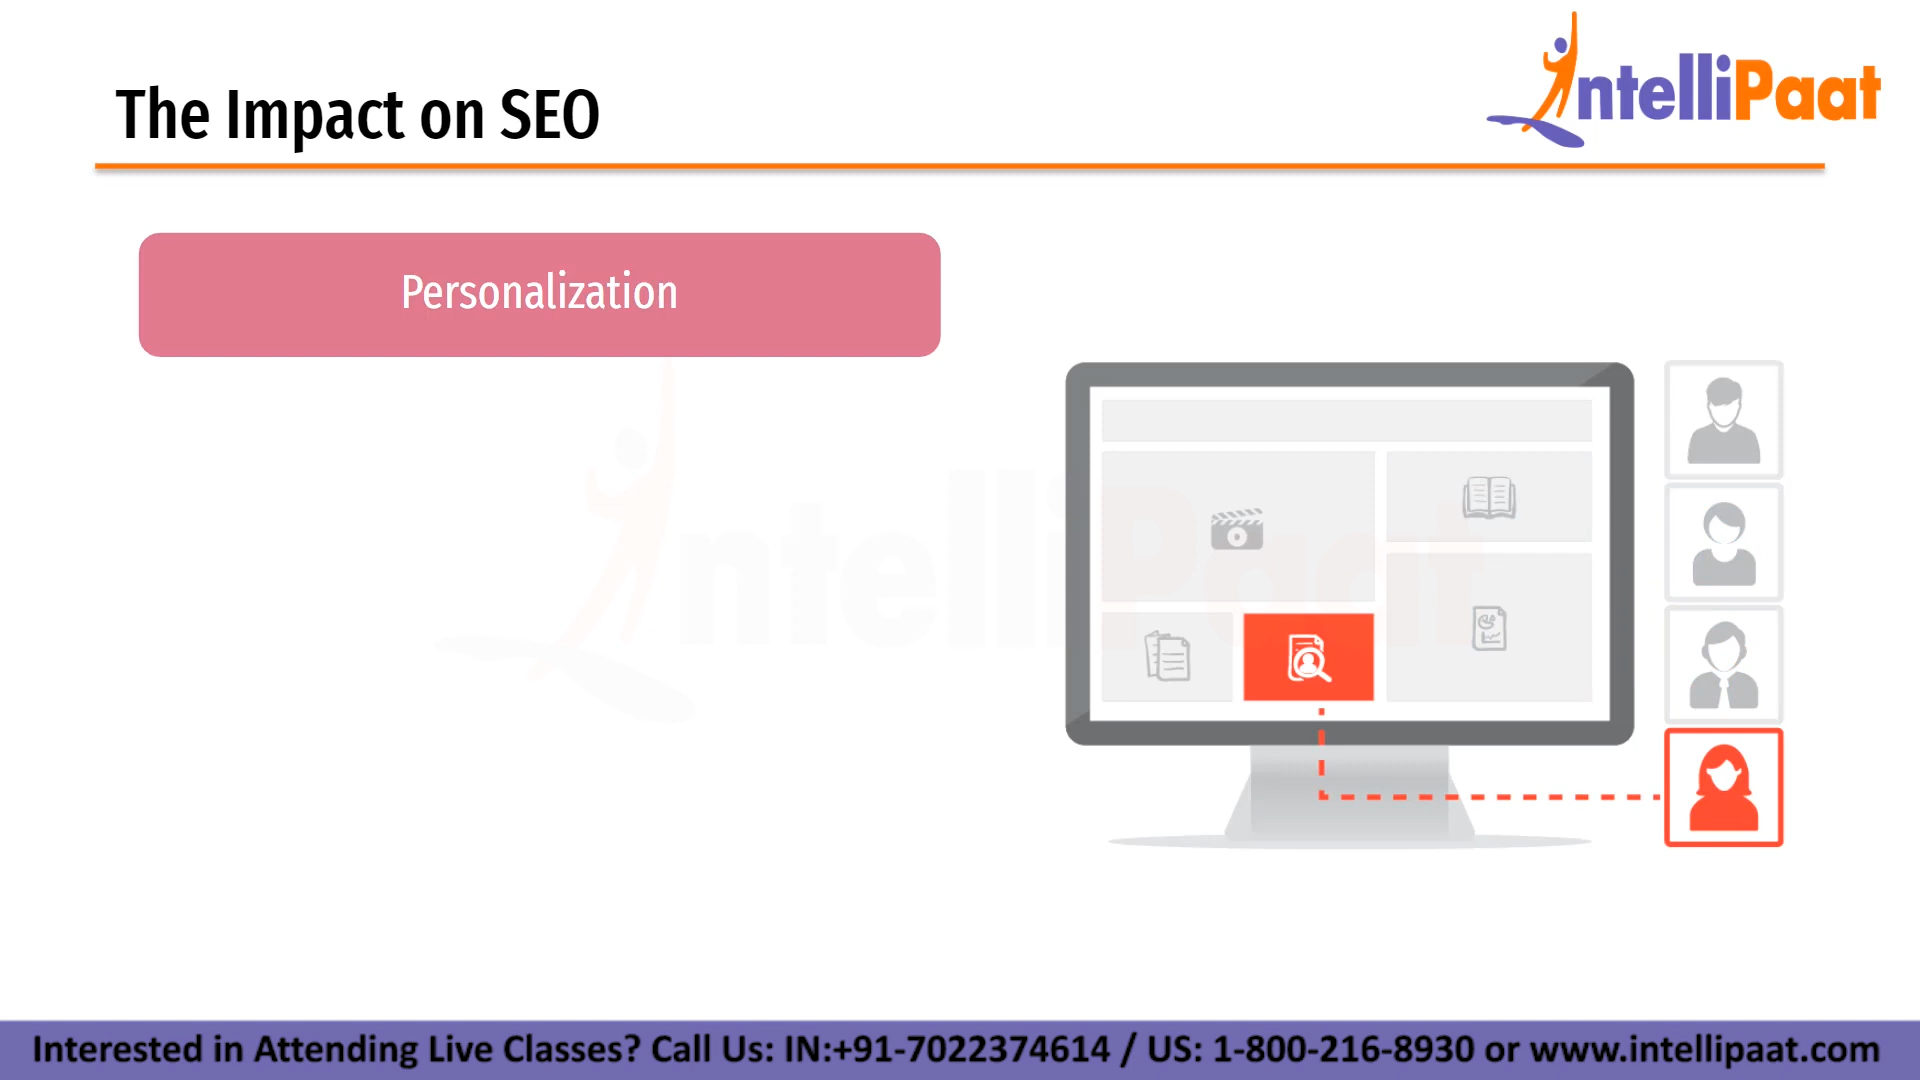 The Impact on SEO
IntelliPaat
Personalization
IntelliPaat
Interested in Attending Live Classes? Call Us: IN:+91-7022374614 / US: 1-800-216-8930 or www.intellipaat.com